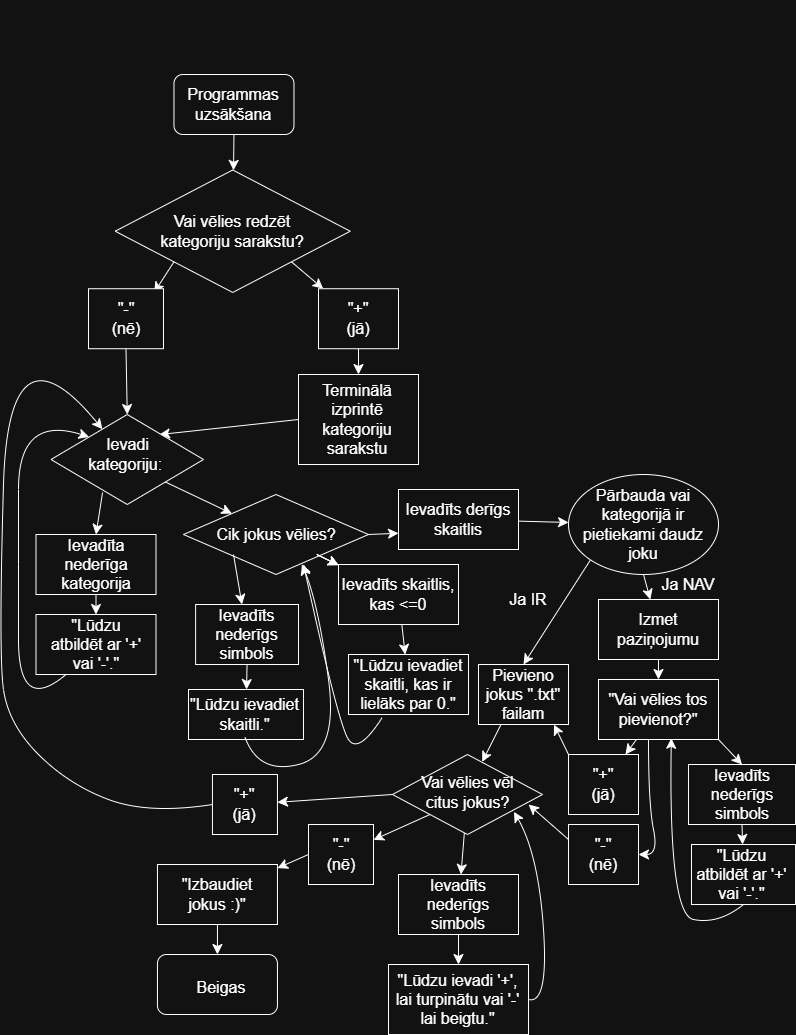 Programmas
uzsākšana
Vai vēlies redzēt
kategoriju sarakstu?
"-"
(nē)
"+"
(jā)
Terminālā
izprintē
kategoriju
sarakstu
Ievadi
kategoriju:
Ievadīta
nederīga
kategorija
"Lūdzu
atbildēt ar '+'
vai '-'."
Cik jokus vēlies?
Ievadīts derīgs
skaitlis
Pārbauda vai
kategorijā ir
pietiekami daudz
joku
Ievadīts
nederīgs
simbols
"Lūdzu ievadiet
skaitli."
Ievadīts skaitlis,
kas <=0
"Lūdzu ievadiet
skaitli, kas ir
lielāks par 0."
Ja IR
Ja NAV
Izmet
paziņojumu
Pievieno
jokus ".txt"
failam
"Vai vēlies tos
pievienot?"
"+"
(jā)
"-"
(nē)
Ievadīts
nederīgs
simbols
"Lūdzu
atbildēt ar '+'
vai '-'."
Vai vēlies vēl
citus jokus?
"+"
(jā)
"-"
(nē)
Ievadīts
nederīgs
simbols
"Lūdzu ievadi '+',
lai turpinātu vai '-'
lai beigtu."
"Izbaudiet
jokus :)"
Beigas